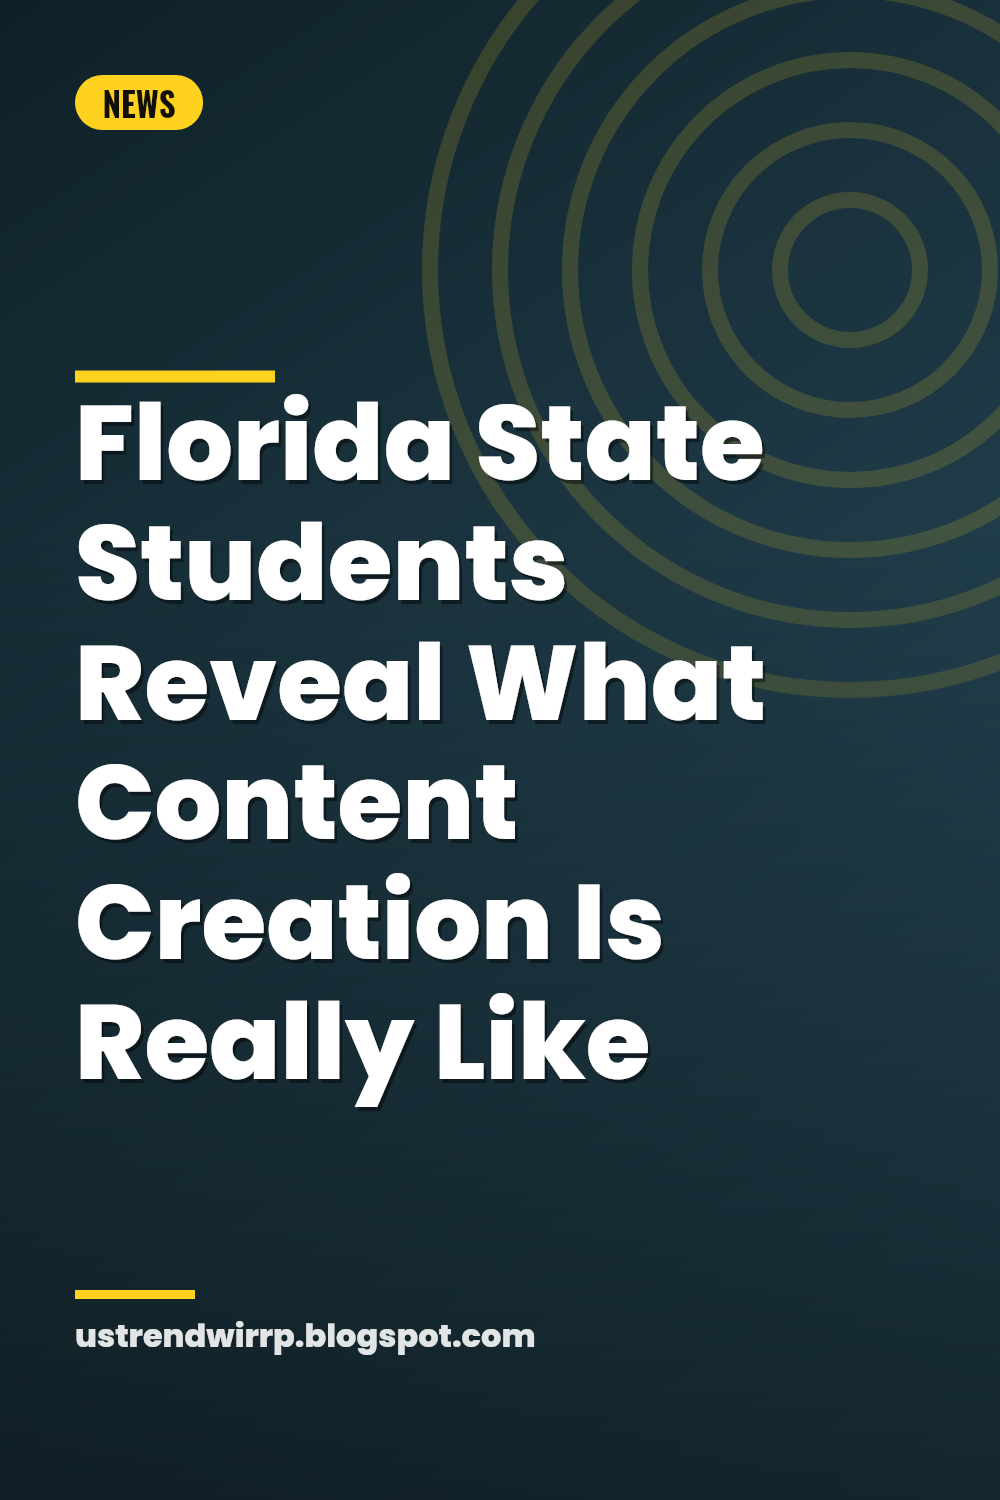 NEWS
Florida State
Students
Reveal What
Content
Creation Is
Really Like
ustrendwirrp.blogspot.com